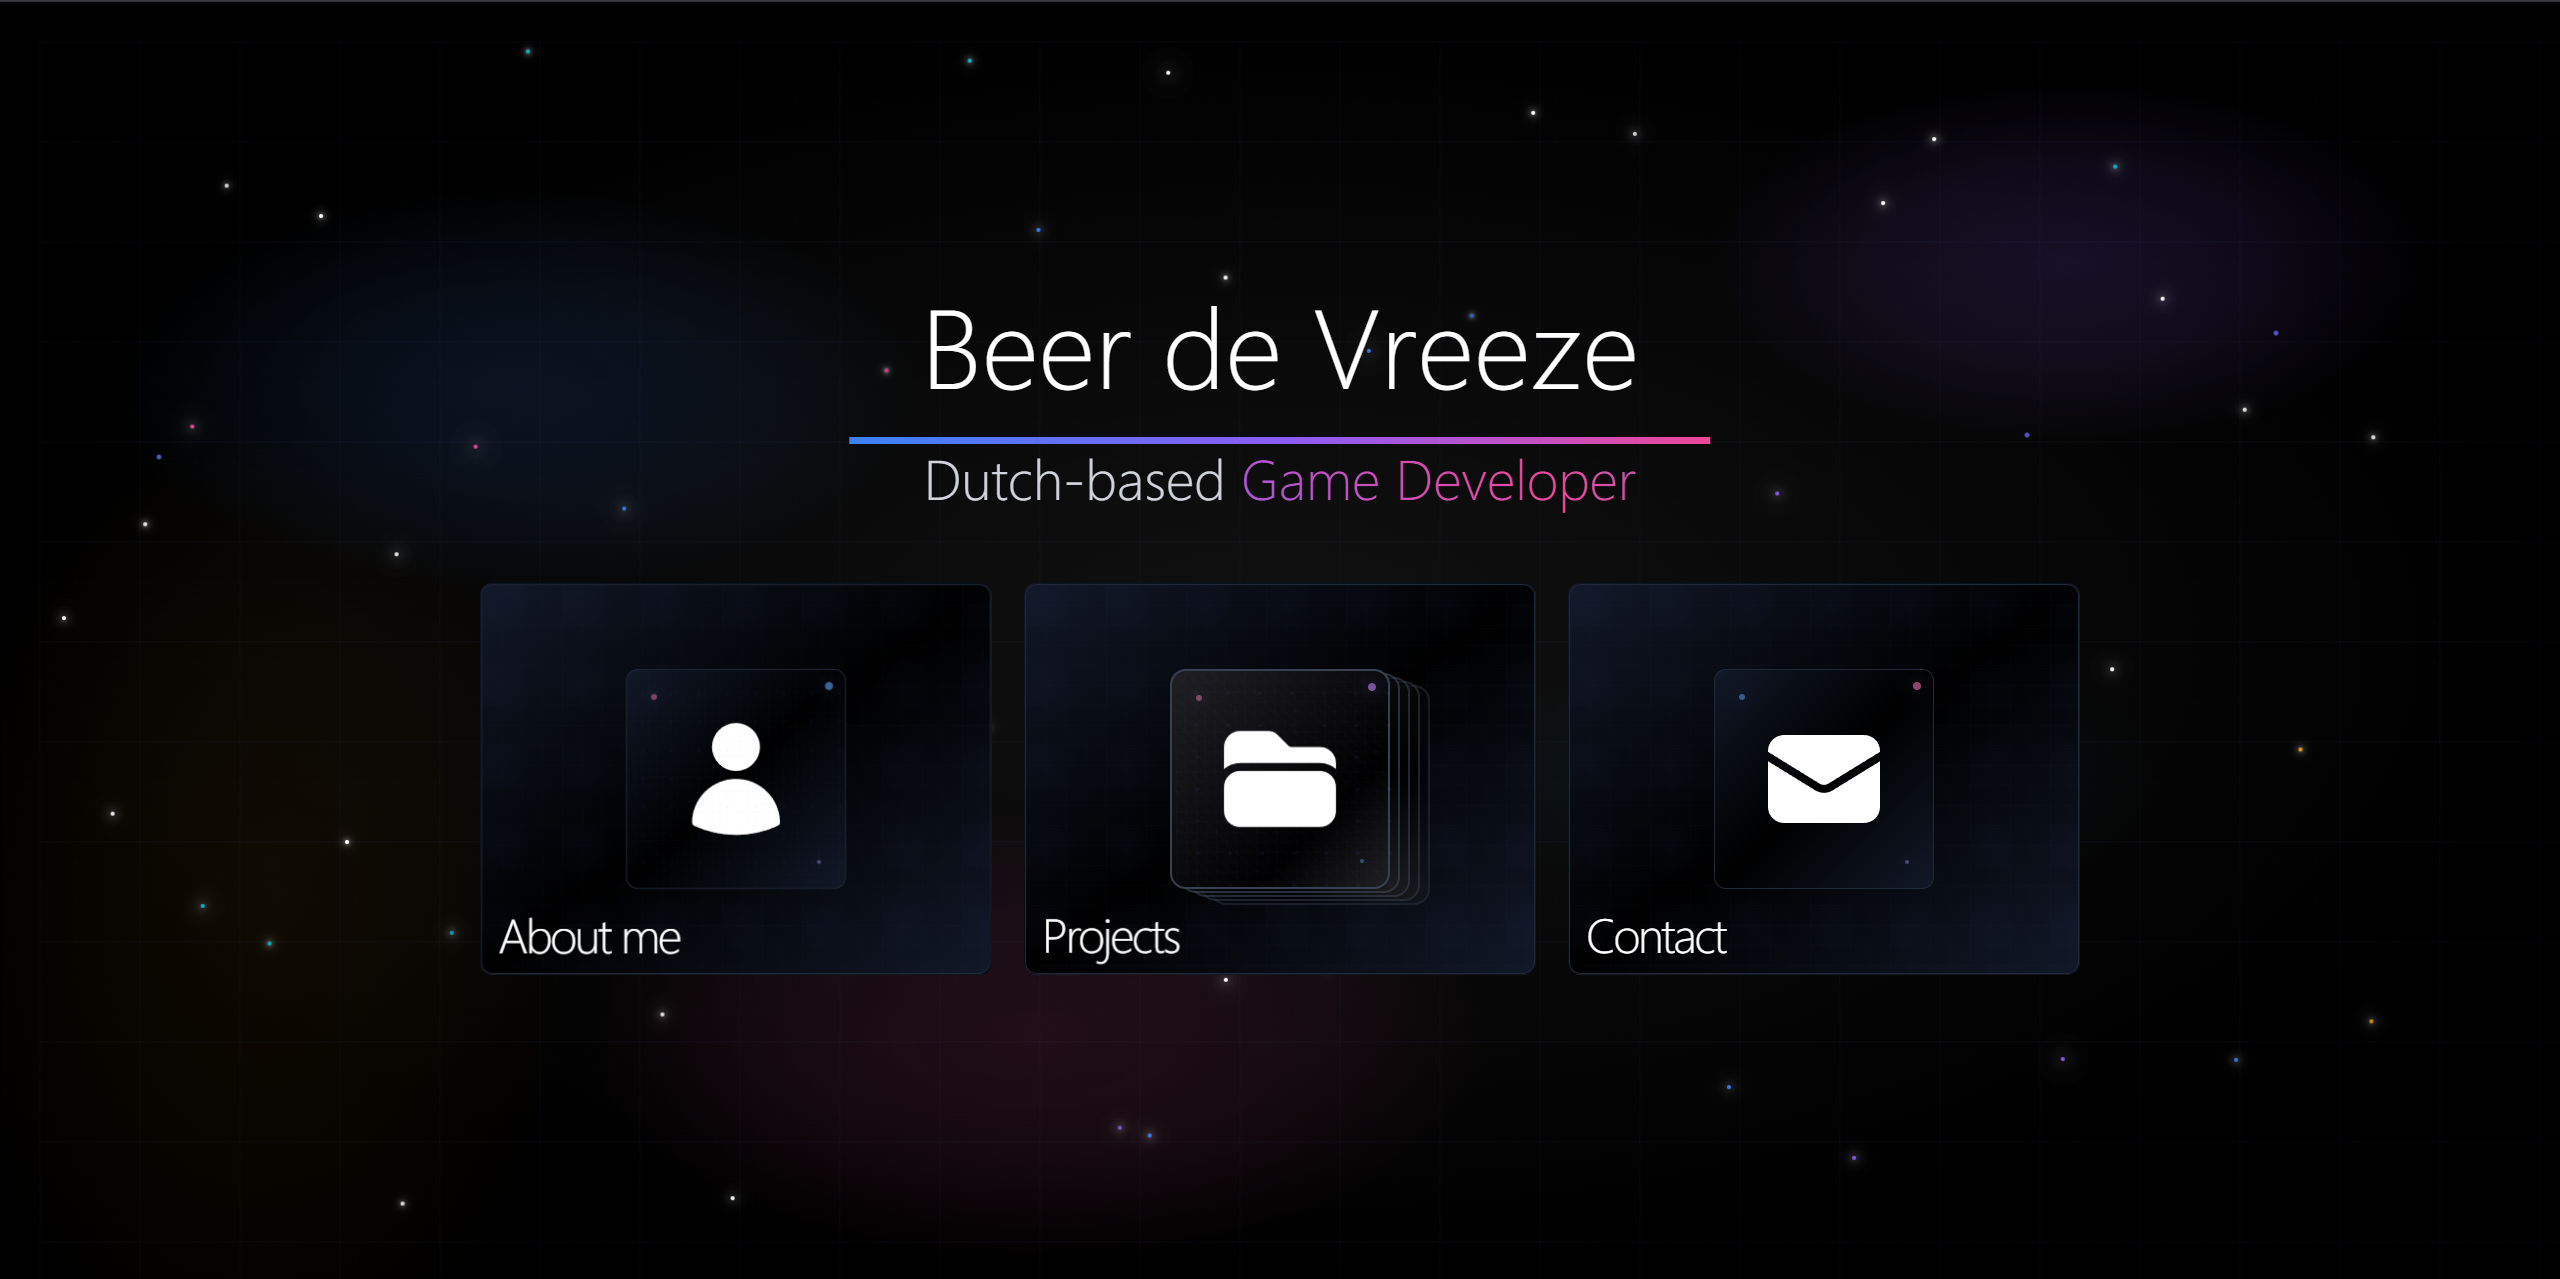 Beer de Vreeze
Dutch-based Game Developer
About me
Projects
Contact